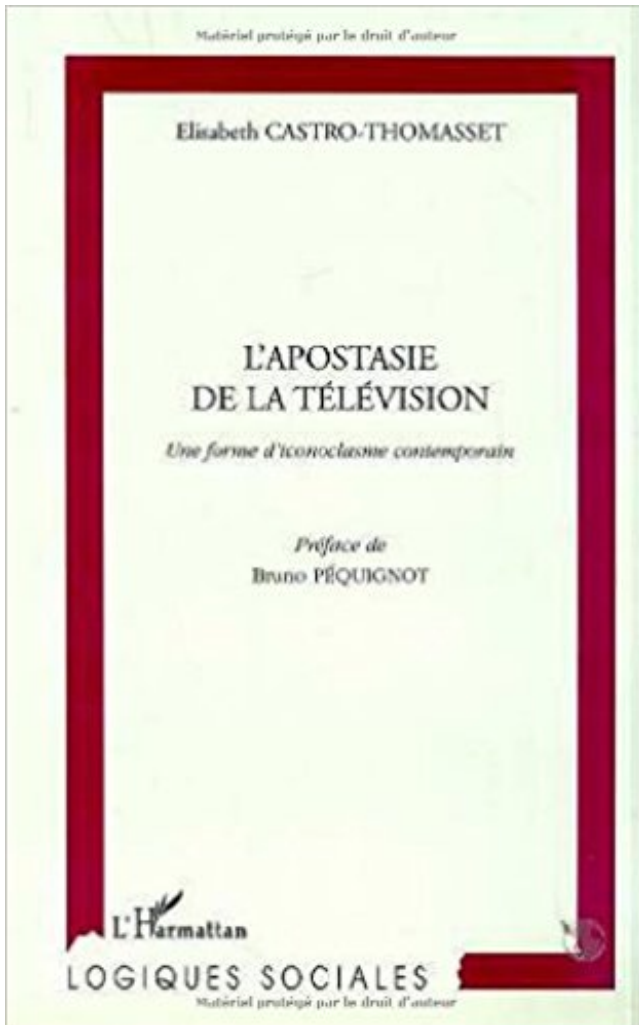 Matériel protégé par le droit d'auteur
Elisabeth CASTRO-THOMASSET
L'APOSTASIE
DE LA TÉLÉVISION
Une forme d'iconoclasme contemporain
Préface de
Bruno PÉQUIGNOT
L'Harmattan
LOGIQUES SOCIALES
Matériel protégé par le droit d'auteur